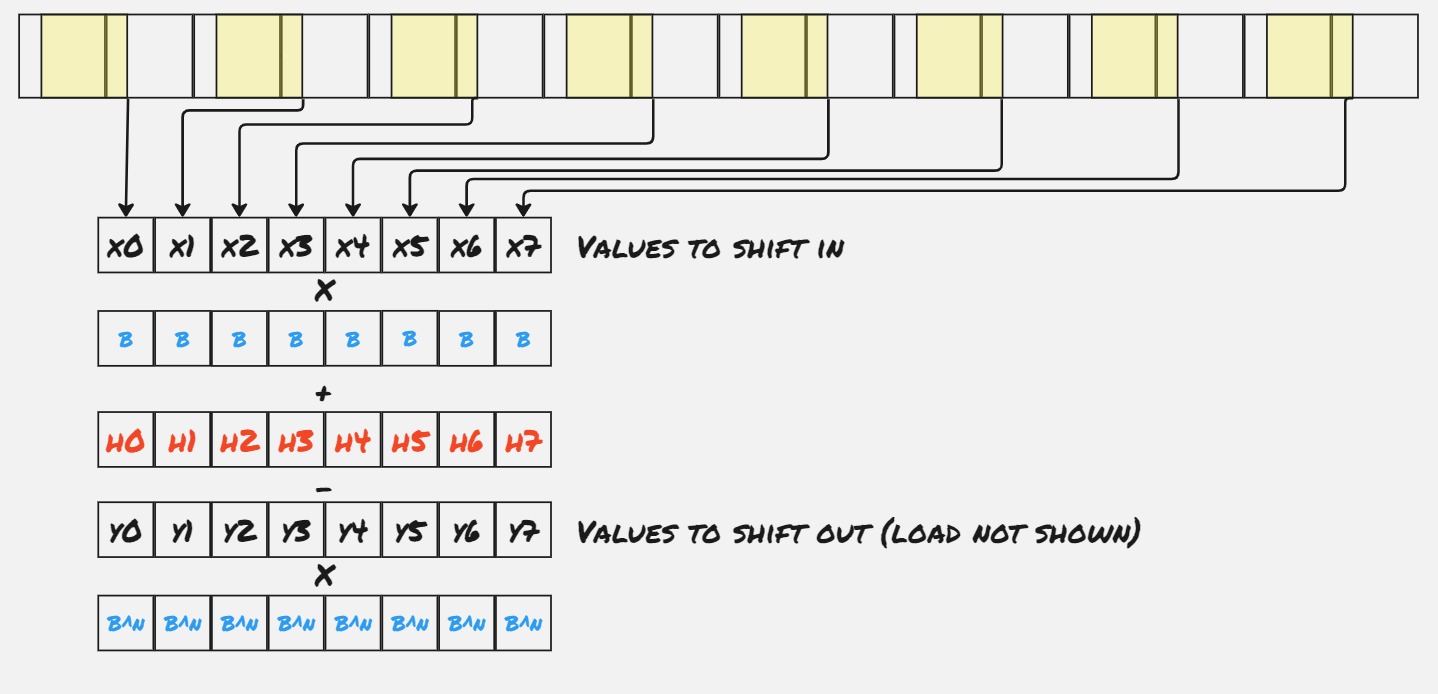 X0 X1 X2 X3 X4 X5 X6 X7 VALUES TO SHIFT IN
X
B B B B B B B B
+
H0 H1 H2 H3 H4 H5 H6 H7
-
Y0 Y1 Y2 Y3 Y4 Y5 Y6 Y7 VALUES TO SHIFT OUT (LOAD NOT SHOWN)
X
B^N B^N B^N B^N B^N B^N B^N B^N